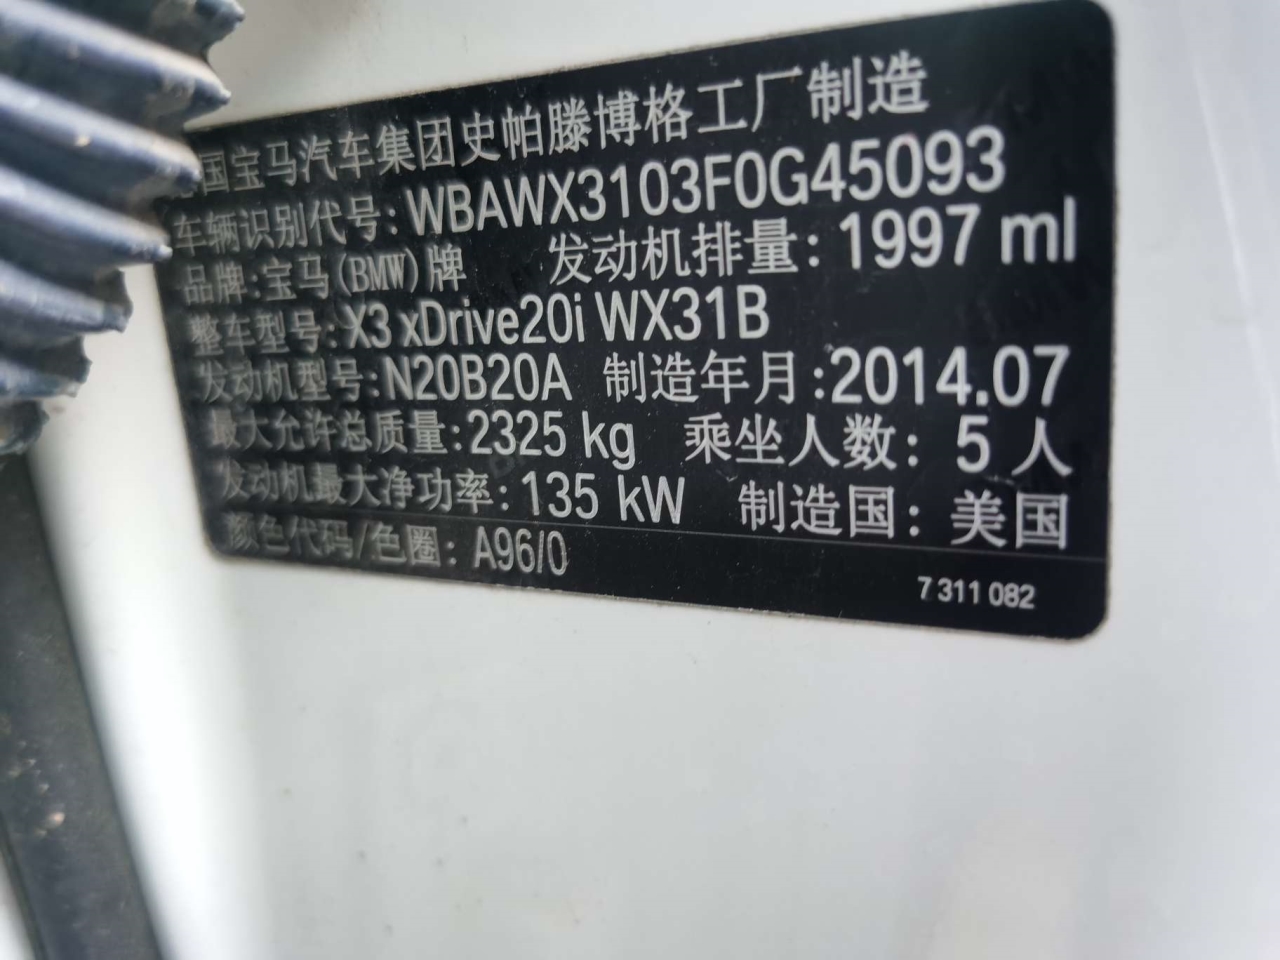 国宝马汽车集团史帕滕博格工厂制造
车辆识别代号: WBAWX3103F0G45093
品牌:宝马(BMW)牌 发动机排量: 1997 ml
整车型号: X3 xDrive20i WX31B
发动机型号: N20B20A 制造年月:2014.07
最大允许总质量: 2325 kg 乘坐人数: 5 人
发动机最大净功率: 135 kW 制造国: 美国
颜色代码/色圈: A96/0
7 311 082